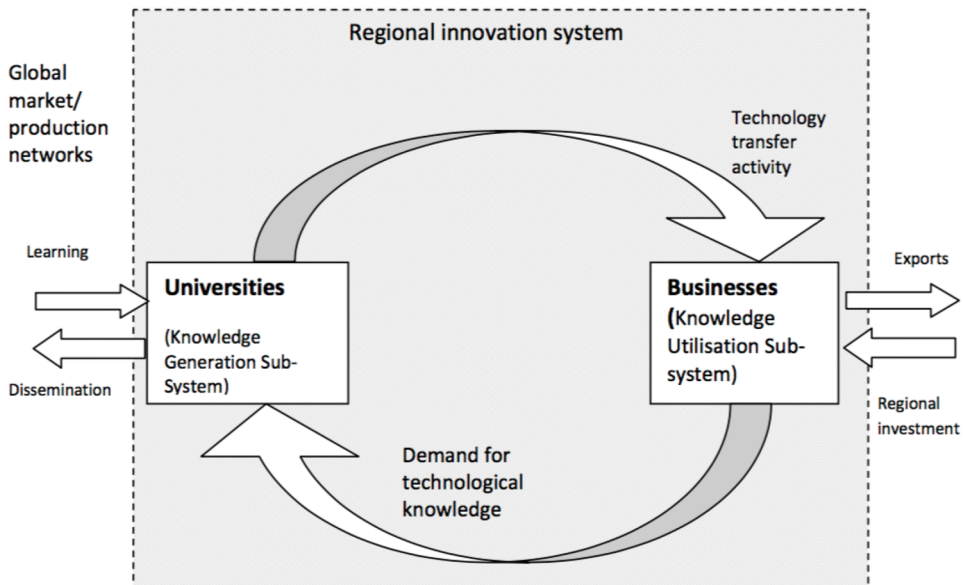 Regional innovation system
Global
market/
production
networks
Technology
transfer
activity
Learning
Exports
Universities
(Knowledge
Generation Sub-
System)
Businesses
(Knowledge
Utilisation Sub-
system)
Dissemination
Regional
investment
Demand for
technological
knowledge